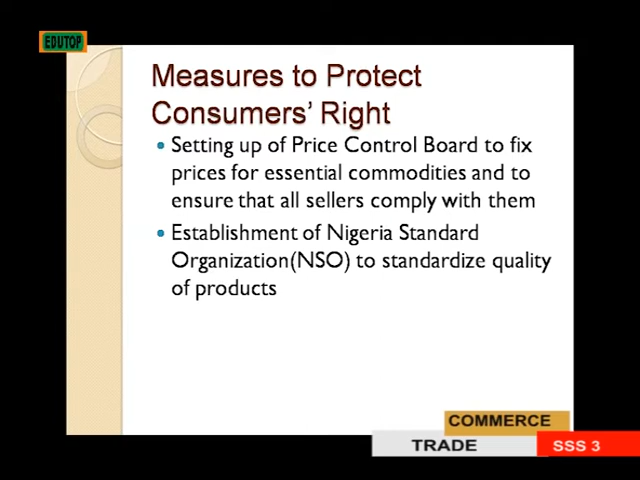 EDUTOP
Measures to Protect
Consumers' Right
• Setting up of Price Control Board to fix
prices for essential commodities and to
ensure that all sellers comply with them
• Establishment of Nigeria Standard
Organization(NSO) to standardize quality
of products
COMMERCE
TRADE
SSS 3